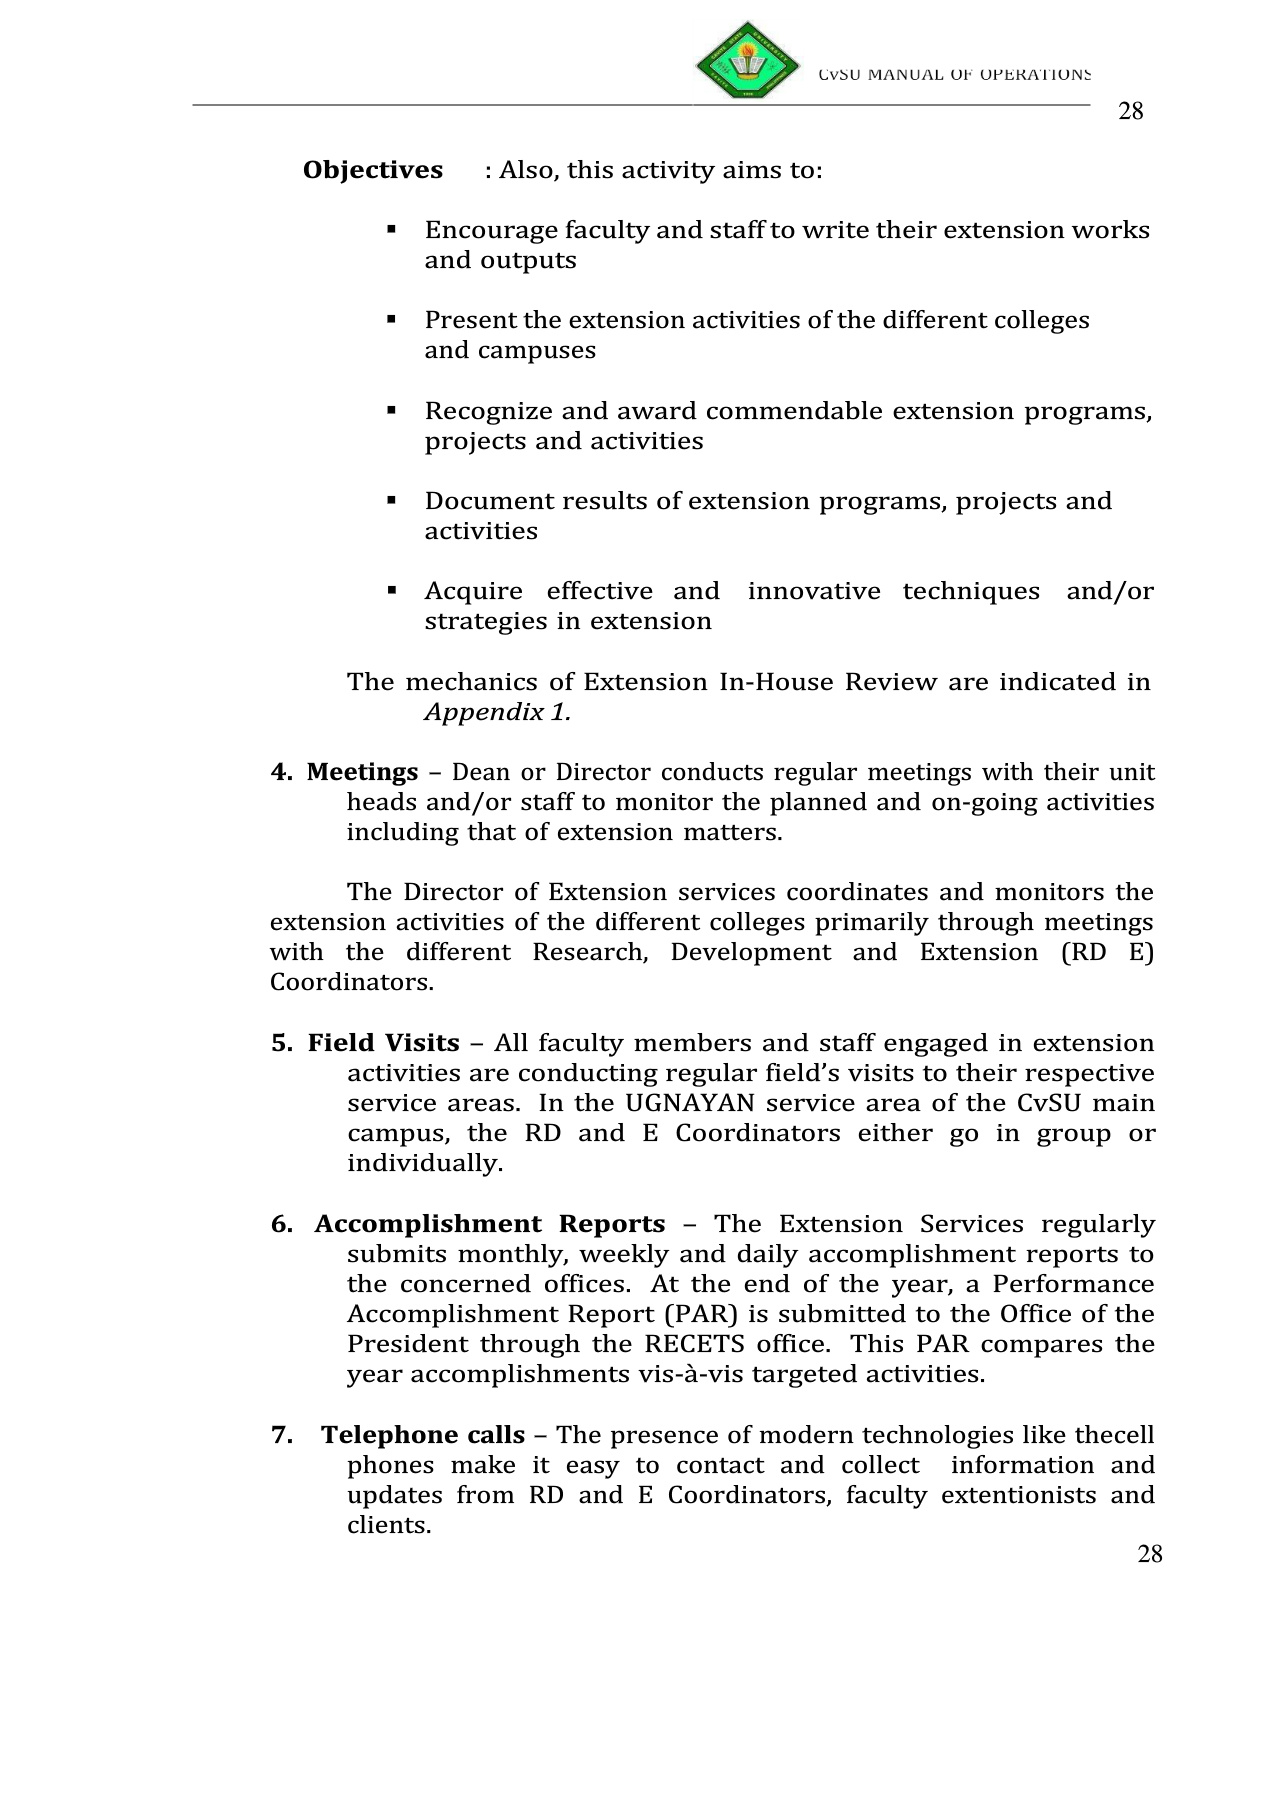 CvSU MANUAL OF OPERATIONS
28
Objectives : Also, this activity aims to:
▪ Encourage faculty and staff to write their extension works
and outputs
▪ Present the extension activities of the different colleges
and campuses
▪ Recognize and award commendable extension programs,
projects and activities
▪ Document results of extension programs, projects and
activities
▪ Acquire effective and innovative techniques and/or
strategies in extension
The mechanics of Extension In-House Review are indicated in
Appendix 1.
4. Meetings – Dean or Director conducts regular meetings with their unit
heads and/or staff to monitor the planned and on-going activities
including that of extension matters.
The Director of Extension services coordinates and monitors the
extension activities of the different colleges primarily through meetings
with the different Research, Development and Extension (RD E)
Coordinators.
5. Field Visits – All faculty members and staff engaged in extension
activities are conducting regular field’s visits to their respective
service areas. In the UGNAYAN service area of the CvSU main
campus, the RD and E Coordinators either go in group or
individually.
6. Accomplishment Reports – The Extension Services regularly
submits monthly, weekly and daily accomplishment reports to
the concerned offices. At the end of the year, a Performance
Accomplishment Report (PAR) is submitted to the Office of the
President through the RECETS office. This PAR compares the
year accomplishments vis-à-vis targeted activities.
7. Telephone calls – The presence of modern technologies like thecell
phones make it easy to contact and collect information and
updates from RD and E Coordinators, faculty extentionists and
clients.
28